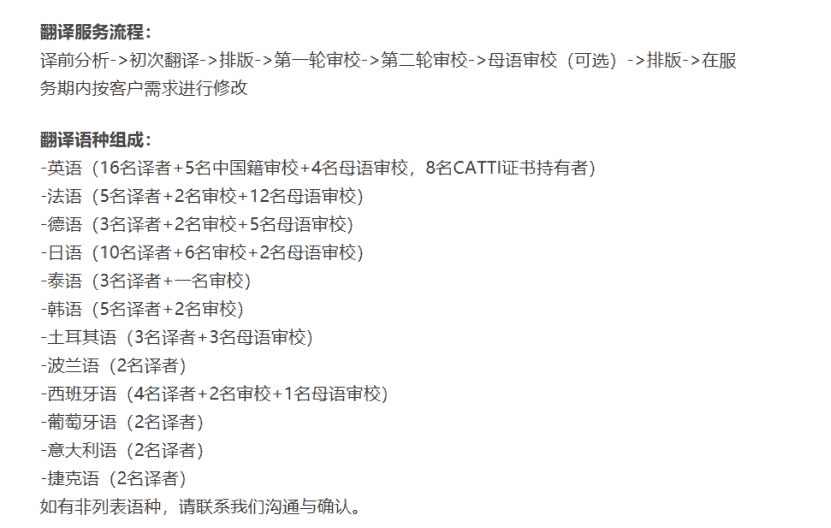 翻译服务流程：
译前分析->初次翻译->排版->第一轮审校->第二轮审校->母语审校（可选）->排版->在服
务期内按客户需求进行修改
翻译语种组成：
-英语（16名译者+5名中国籍审校+4名母语审校，8名CATTI证书持有者）
-法语（5名译者+2名审校+12名母语审校）
-德语（3名译者+2名审校+5名母语审校）
-日语（10名译者+6名审校+2名母语审校）
-泰语（3名译者+一名审校）
-韩语（5名译者+2名审校）
-土耳其语（3名译者+3名母语审校）
-波兰语（2名译者）
-西班牙语（4名译者+2名审校+1名母语审校）
-葡萄牙语（2名译者）
-意大利语（2名译者）
-捷克语（2名译者）
如有非列表语种，请联系我们沟通与确认。